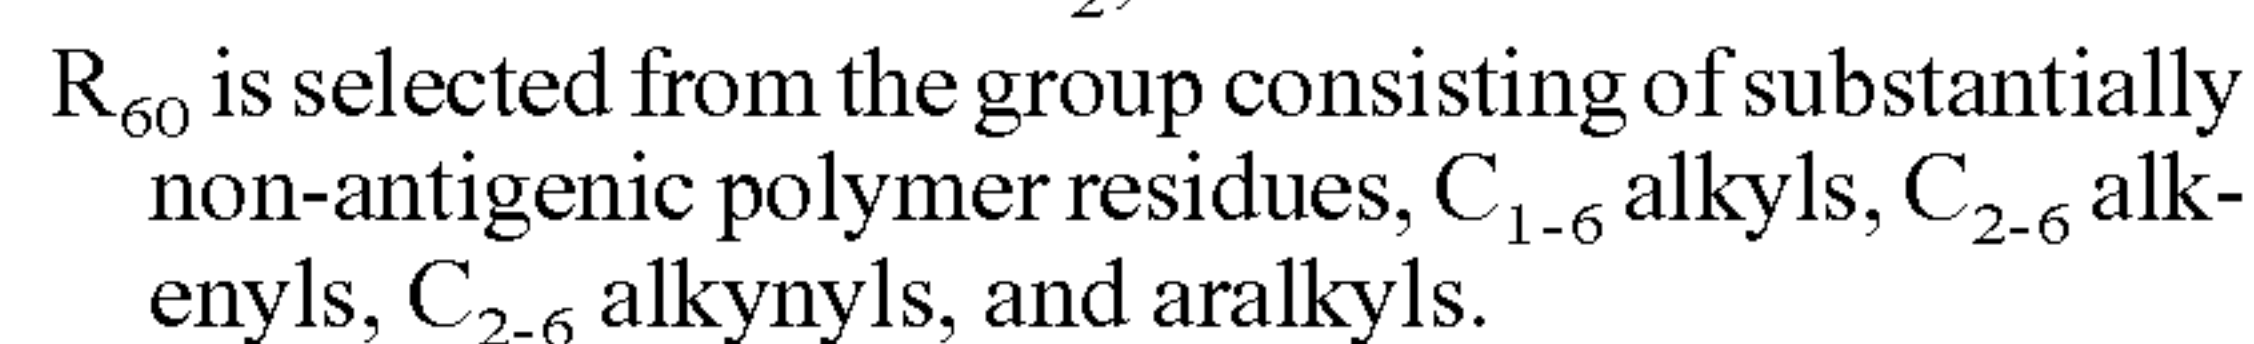 R₆₀ is selected from the group consisting of substantially
non-antigenic polymer residues, C₁₋₆ alkyls, C₂₋₆ alk-
enyls, C₂₋₆ alkynyls, and aralkyls.